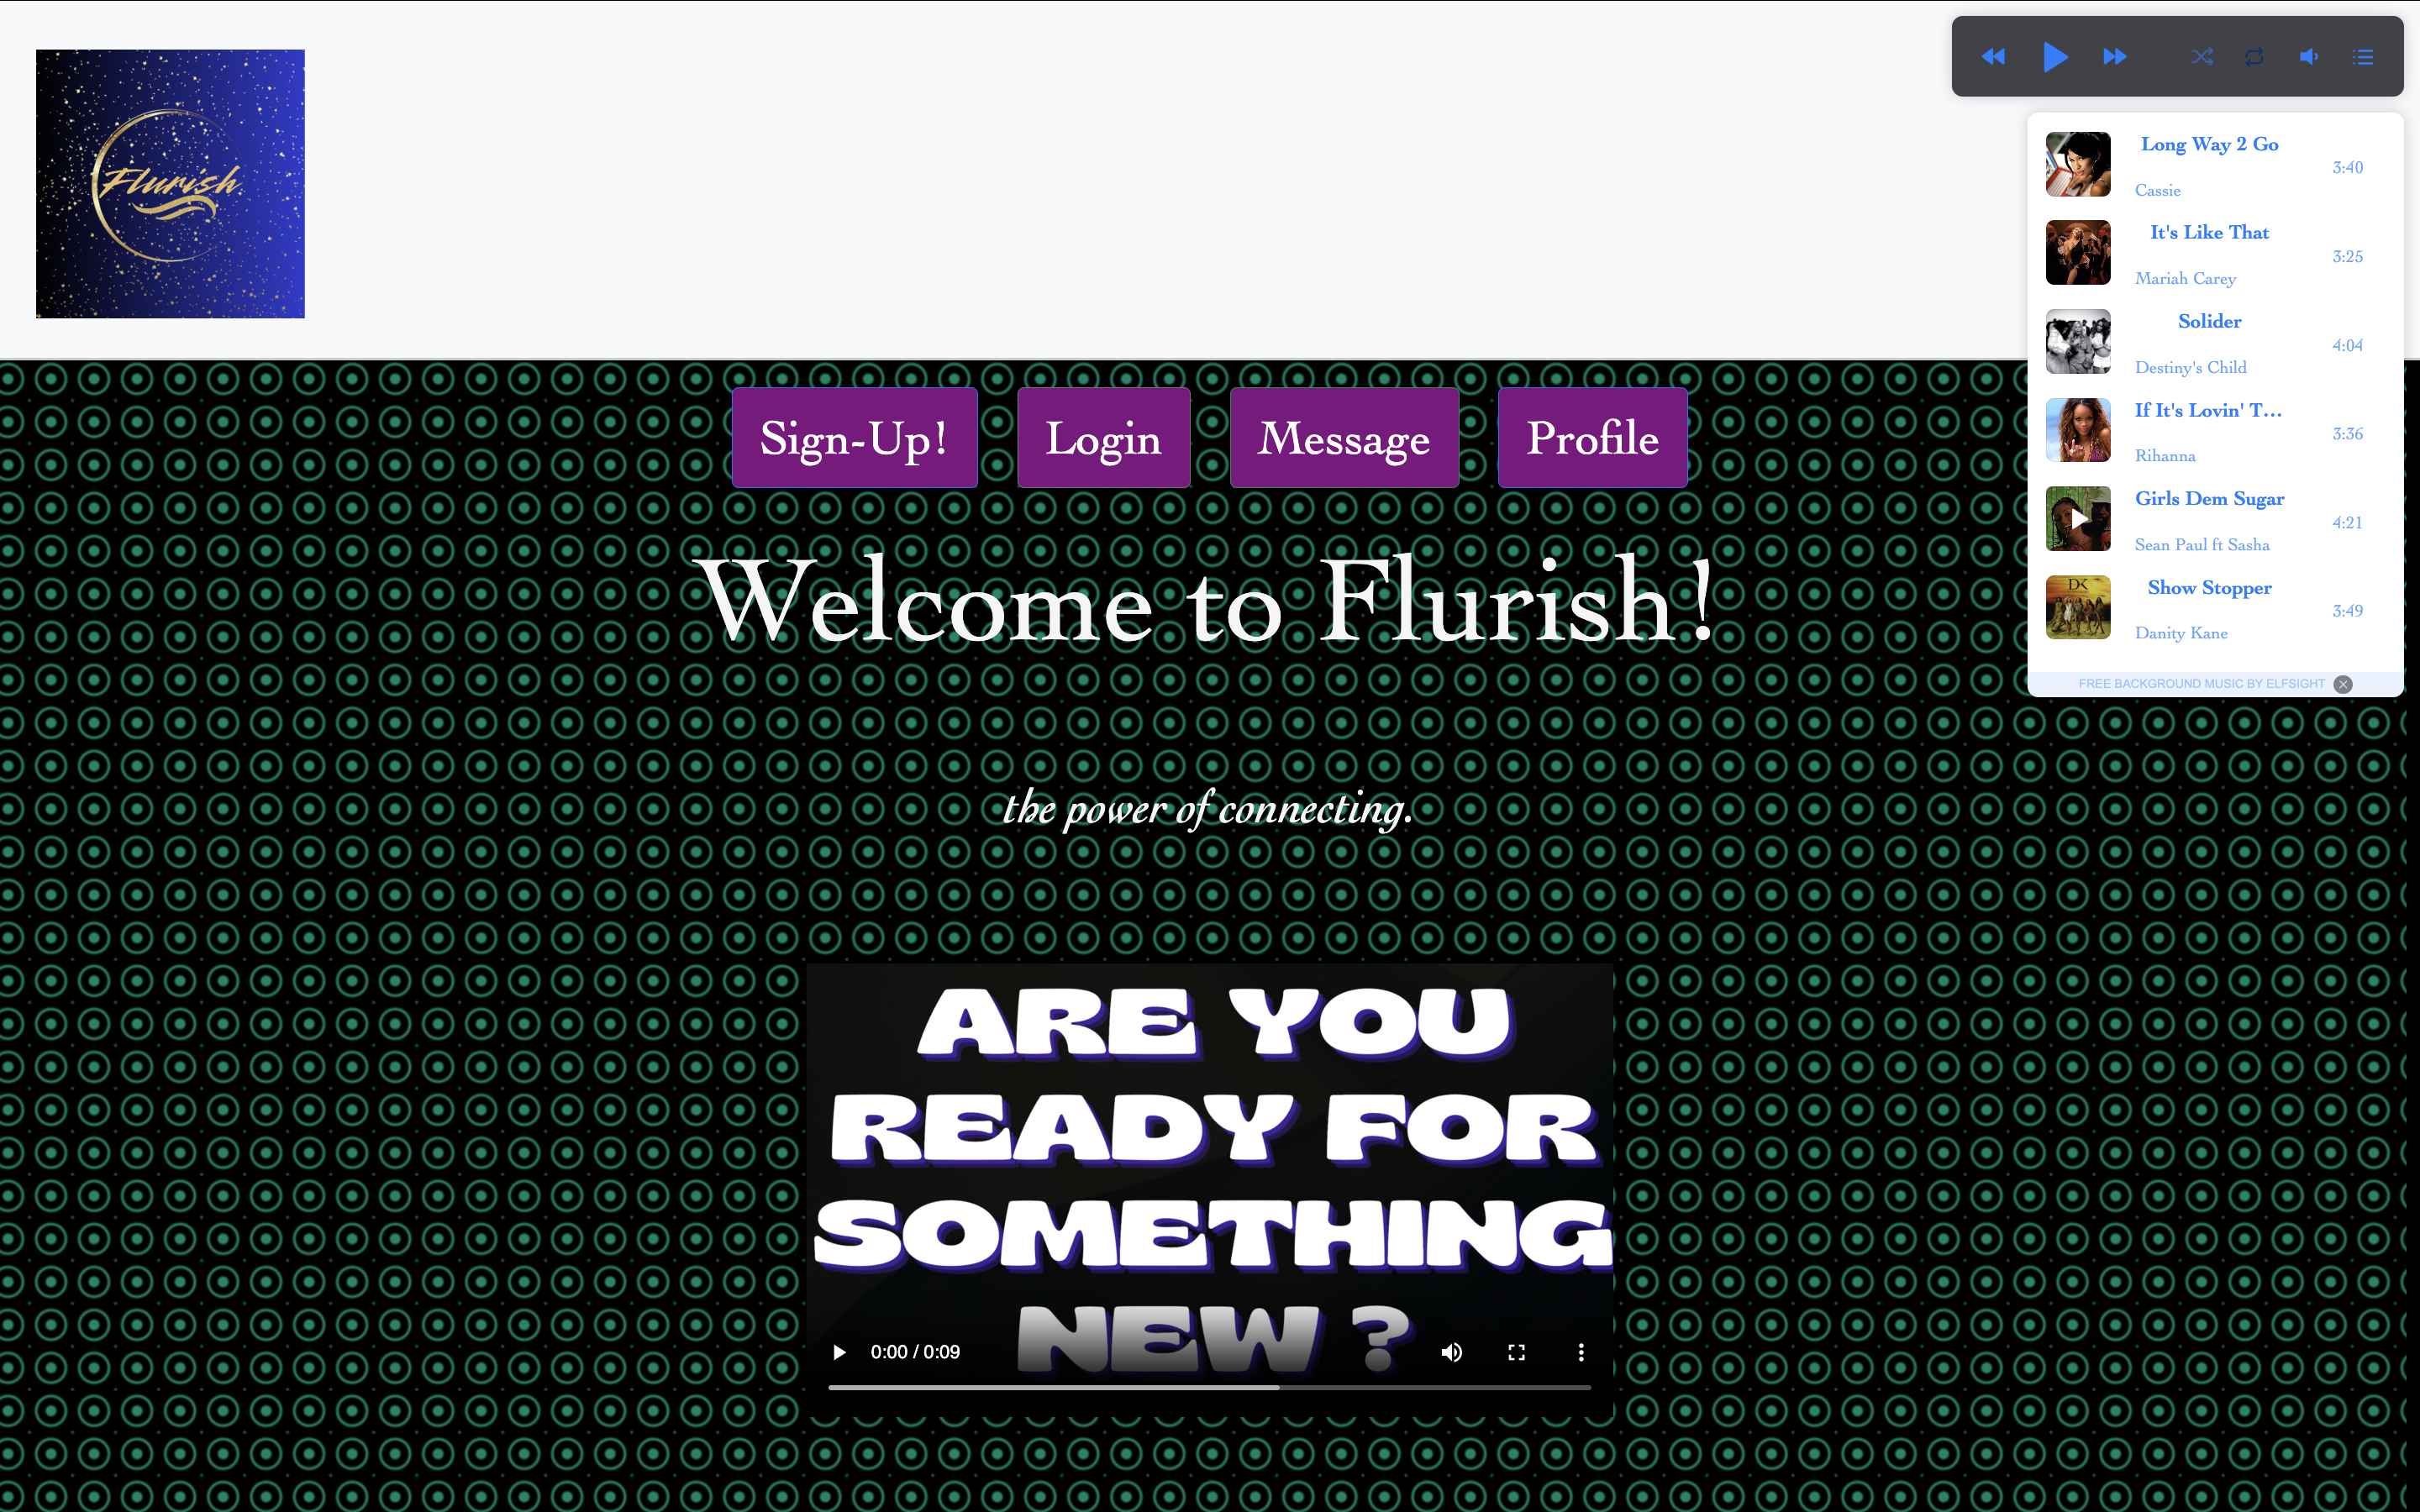 Flurish
Long Way 2 Go
3:40
Cassie
It's Like That
3:25
Mariah Carey
Solider
4:04
Destiny's Child
If It's Lovin' T...
3:36
Rihanna
Girls Dem Sugar
4:21
Sean Paul ft Sasha
DK
Show Stopper
3:49
Danity Kane
FREE BACKGROUND MUSIC BY ELFSIGHT
Sign-Up!
Login
Message
Profile
Welcome to Flurish!
the power of connecting.
ARE YOU
READY FOR
SOMETHING
NEW ?
0:00 / 0:09